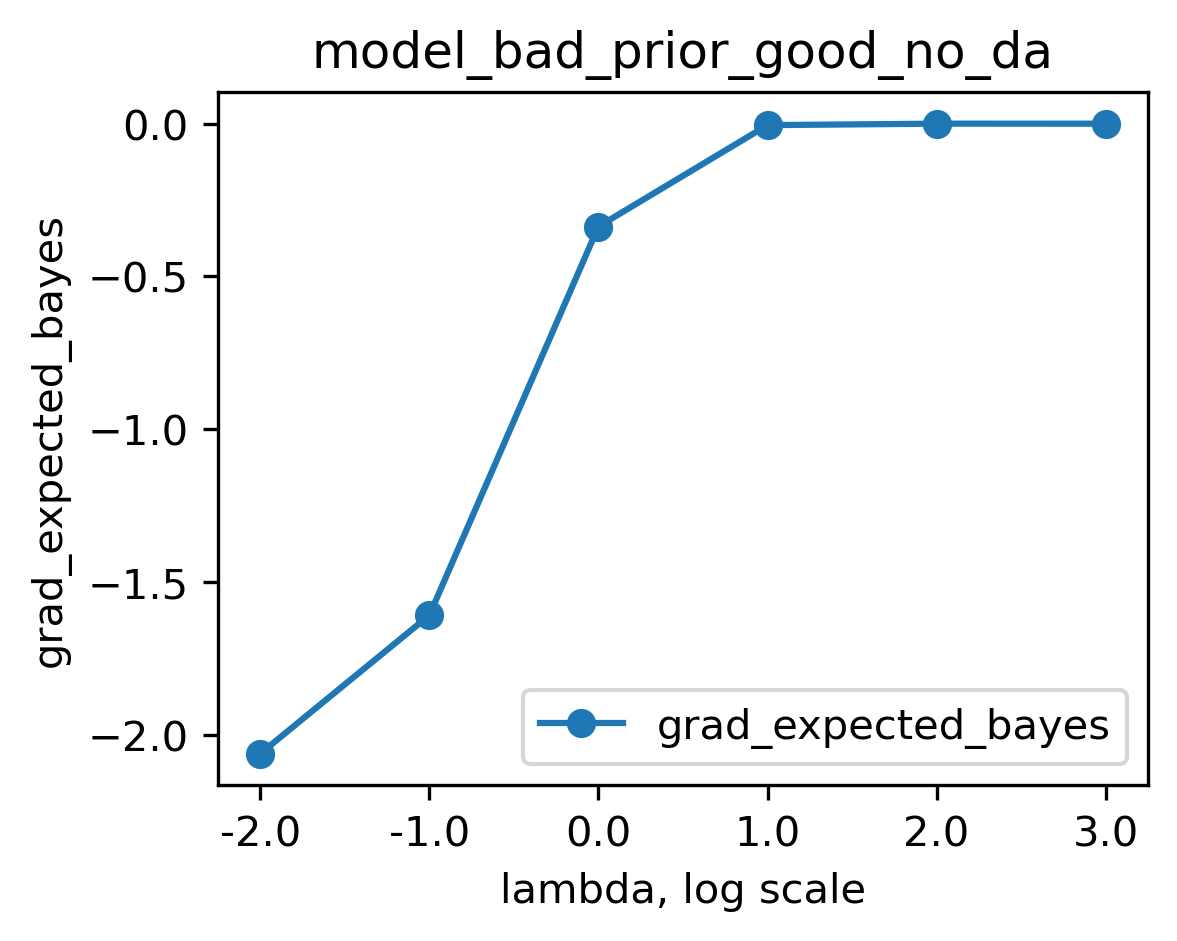 model_bad_prior_good_no_da
grad_expected_bayes
0.0
−0.5
−1.0
−1.5
−2.0
grad_expected_bayes
-2.0 -1.0 0.0 1.0 2.0 3.0
lambda, log scale